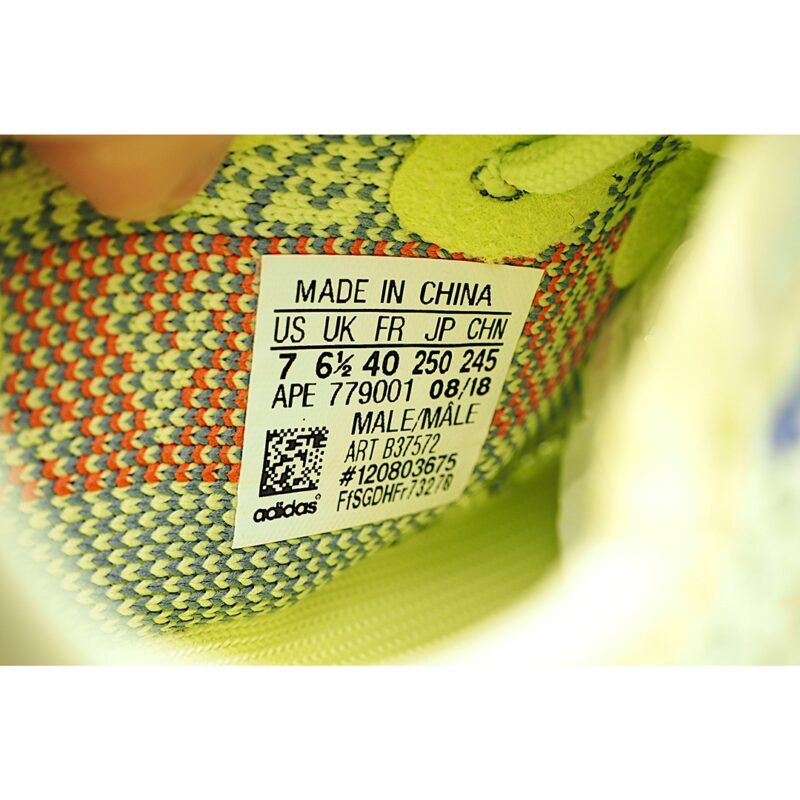 MADE IN CHINA
US UK FR JP CHN
7 6½ 40 250 245
APE 779001 08/18
MALE/MÂLE
ART B37572
#120803675
FfSGDHFr73278
adidas